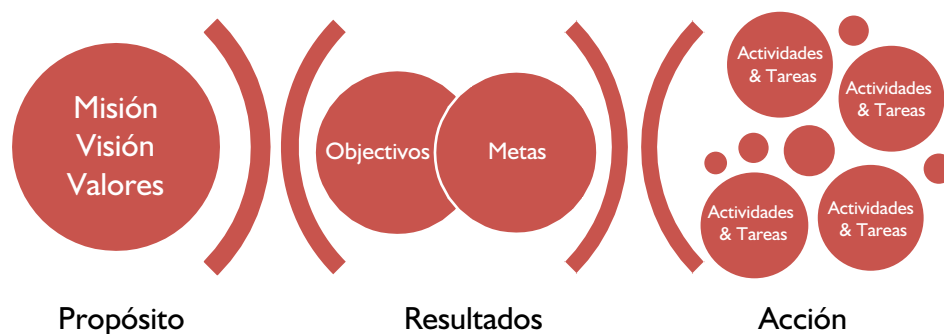 Misión
Visión
Valores
Objectivos
Metas
Actividades
& Tareas
Actividades
& Tareas
Actividades
& Tareas
Actividades
& Tareas
Propósito
Resultados
Acción